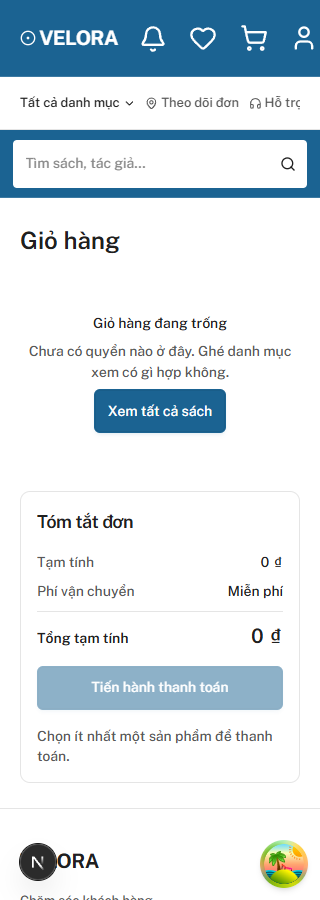 VELORA
Tất cả danh mục
Theo dõi đơn
Hỗ trợ
Tìm sách, tác giả...
Giỏ hàng
Giỏ hàng đang trống
Chưa có quyển nào ở đây. Ghé danh mục
xem có gì hợp không.
Xem tất cả sách
Tóm tắt đơn
Tạm tính 0 ₫
Phí vận chuyển Miễn phí
Tổng tạm tính 0 ₫
Tiến hành thanh toán
Chọn ít nhất một sản phẩm để thanh
toán.
N ORA